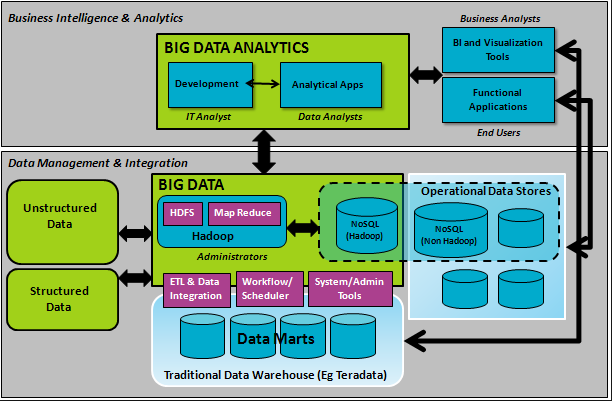 Business Intelligence & Analytics
Business Analysts
BIG DATA ANALYTICS
BI and Visualization
Tools
Development
Analytical Apps
Functional
Applications
IT Analyst
Data Analysts
End Users
Data Management & Integration
BIG DATA
Operational Data Stores
Unstructured
Data
HDFS
Map Reduce
Hadoop
NoSQL
(Hadoop)
NoSQL
(Non Hadoop)
Administrators
Structured
Data
ETL & Data
Integration
Workflow/
Scheduler
System/Admin
Tools
Data Marts
Traditional Data Warehouse (Eg Teradata)